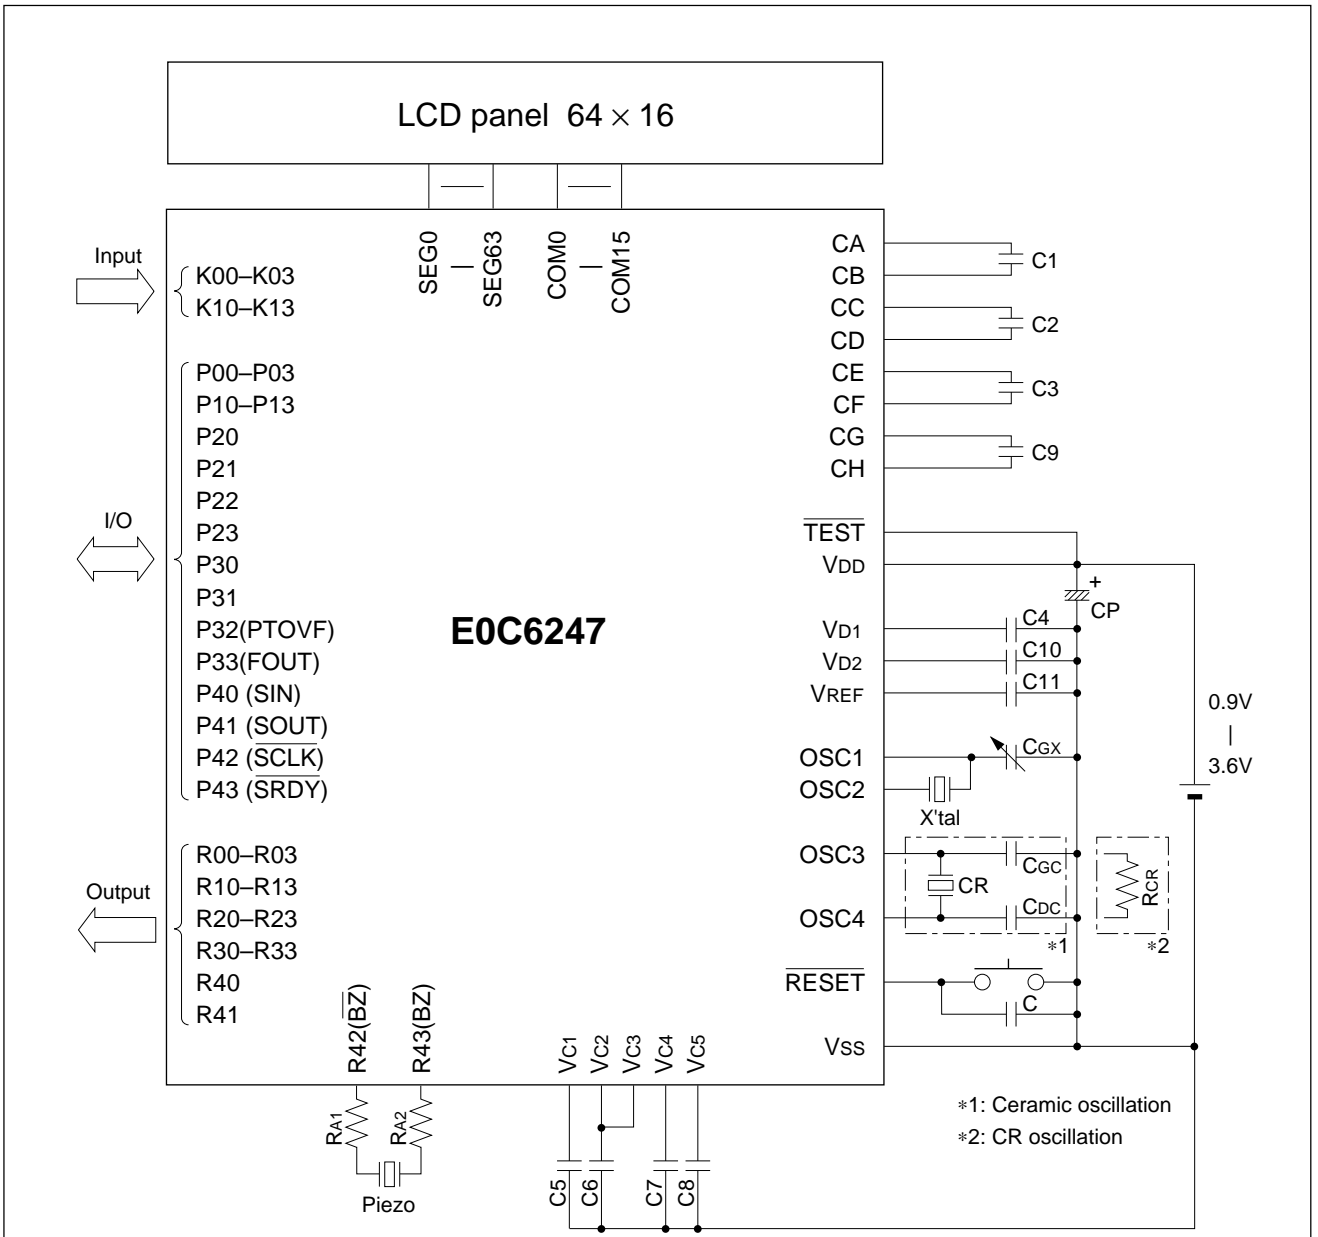 LCD panel 64 × 16
SEG0 — SEG63
COM0 — COM15
Input
K00–K03
K10–K13
I/O
P00–P03
P10–P13
P20
P21
P22
P23
P30
P31
P32(PTOVF)
P33(FOUT)
P40 (SIN)
P41 (SOUT)
P42 (S̅C̅L̅K̅)
P43 (S̅R̅D̅Y̅)
Output
R00–R03
R10–R13
R20–R23
R30–R33
R40
R41
R42(B̅Z̅)
R43(BZ)
RA1
RA2
Piezo
E0C6247
VC1
VC2
VC3
VC4
VC5
C5
C6
C7
C8
CA
CB
C1
CC
CD
C2
CE
CF
C3
CG
CH
C9
T̅E̅S̅T̅
VDD
+
CP
VD1
C4
VD2
C10
VREF
C11
0.9V
|
3.6V
OSC1
CGX
OSC2
X'tal
OSC3
CGC
CR
OSC4
CDC
*1
RCR
*2
R̅E̅S̅E̅T̅
C
VSS
*1: Ceramic oscillation
*2: CR oscillation